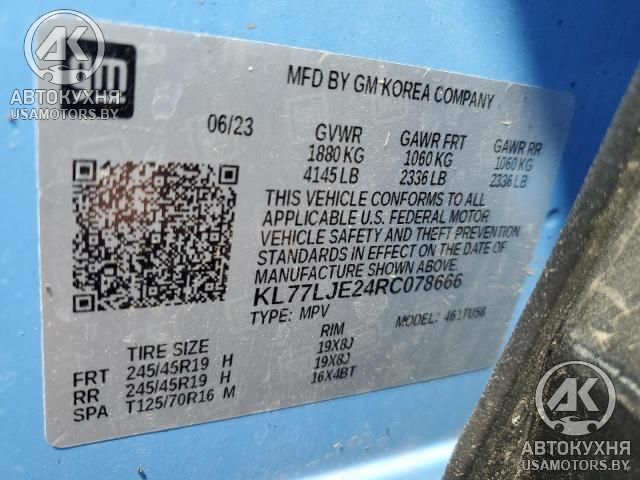 gm
MFD BY GM KOREA COMPANY
06/23 GVWR GAWR FRT GAWR RR
1880 KG 1060 KG 1060 KG
4145 LB 2336 LB 2336 LB
THIS VEHICLE CONFORMS TO ALL
APPLICABLE U.S. FEDERAL MOTOR
VEHICLE SAFETY AND THEFT PREVENTION
STANDARDS IN EFFECT ON THE DATE OF
MANUFACTURE SHOWN ABOVE.
KL77LJE24RC078666
TYPE: MPV MODEL:
TIRE SIZE RIM
FRT 245/45R19 H 19X8J
RR 245/45R19 H 19X8J
SPA T125/70R16 M 16X4BT
АВТОКУХНЯ
USAMOTORS.BY
АВТОКУХНЯ
USAMOTORS.BY